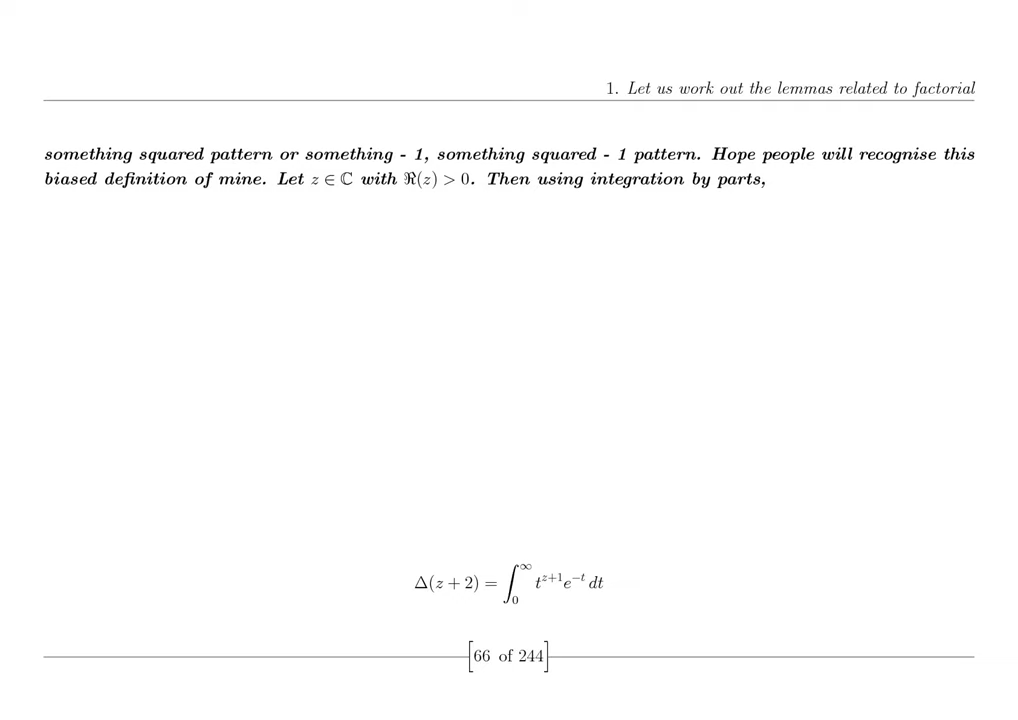 1. Let us work out the lemmas related to factorial
something squared pattern or something - 1, something squared - 1 pattern. Hope people will recognise this
biased definition of mine. Let z ∈ ℂ with ℜ(z) > 0. Then using integration by parts,
Δ(z + 2) = ∫₀^∞ t^{z+1} e^{−t} dt
[66 of 244]